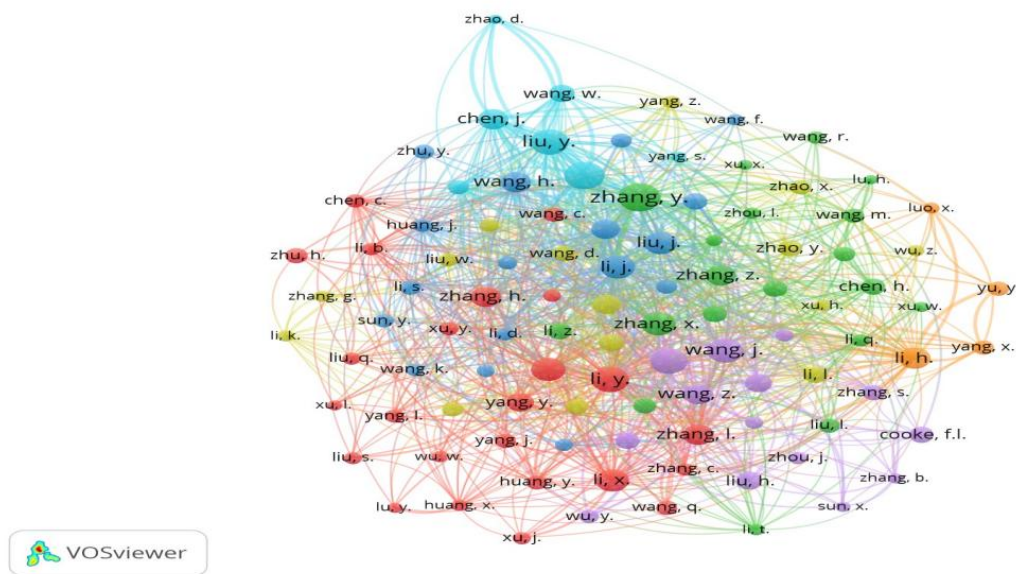 zhao, d.
wang, w.
yang, z.
chen, j.
wang, f.
liu, y.
wang, r.
zhu, y.
yang, s.
xu, x.
lu, h.
wang, h.
zhao, x.
zhang, y.
chen, c.
luo, x.
wang, c.
zhou, l.
wang, m.
huang, j.
liu, j.
li, b.
zhao, y.
wu, z.
zhu, h.
liu, w.
wang, d.
li, j.
zhang, z.
li, s.
chen, h.
yu, y
zhang, g.
zhang, h.
xu, h.
xu, w.
sun, y.
xu, y.
li, d.
li, z.
zhang, x.
li, k.
li, q.
yang, x.
wang, j.
liu, q.
li, h.
wang, k.
li, y.
li, l.
wang, z.
zhang, s.
xu, l.
yang, y.
yang, l.
liu, l.
zhang, l.
cooke, f.l.
yang, j.
liu, s.
wu, w.
zhou, j.
zhang, c.
huang, y.
li, x.
liu, h.
zhang, b.
lu, y.
huang, x.
wang, q.
sun, x.
wu, y.
li, t.
xu, j.
VOSviewer